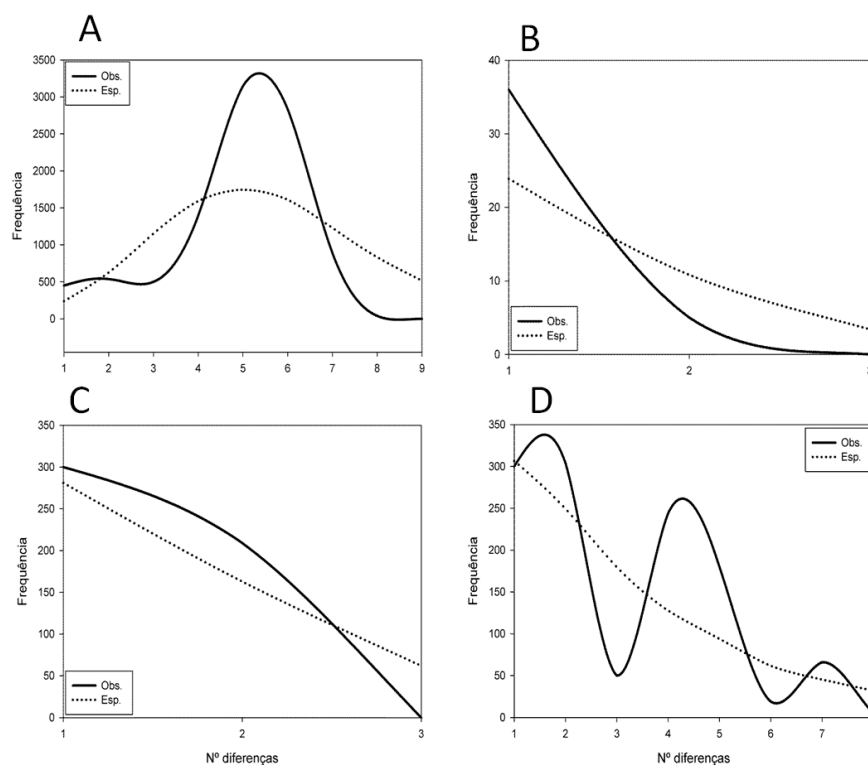 A
Frequência
3500
3000
2500
2000
1500
1000
500
0
Obs.
Esp.
1 2 3 4 5 6 7 8 9
B
Frequência
40
30
20
10
0
Obs.
Esp.
1 2
C
Frequência
350
300
250
200
150
100
50
0
Obs.
Esp.
1 2 3
Nº diferenças
D
Frequência
350
300
250
200
150
100
50
0
Obs.
Esp.
1 2 3 4 5 6 7
Nº diferenças